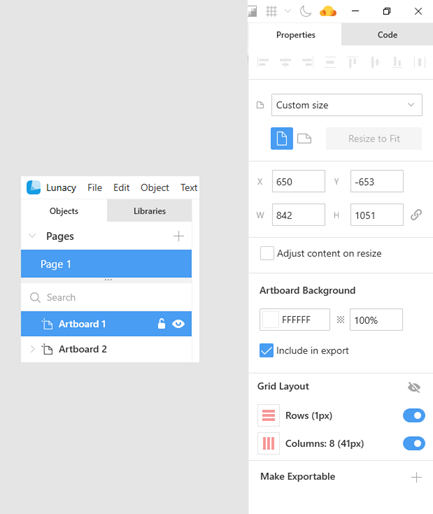 Lunacy File Edit Object Text
Objects Libraries
Pages
Page 1
Search
Artboard 1
Artboard 2
Properties Code
Custom size
Resize to Fit
X 650 Y -653
W 842 H 1051
Adjust content on resize
Artboard Background
FFFFFF 100%
Include in export
Grid Layout
Rows (1px)
Columns: 8 (41px)
Make Exportable